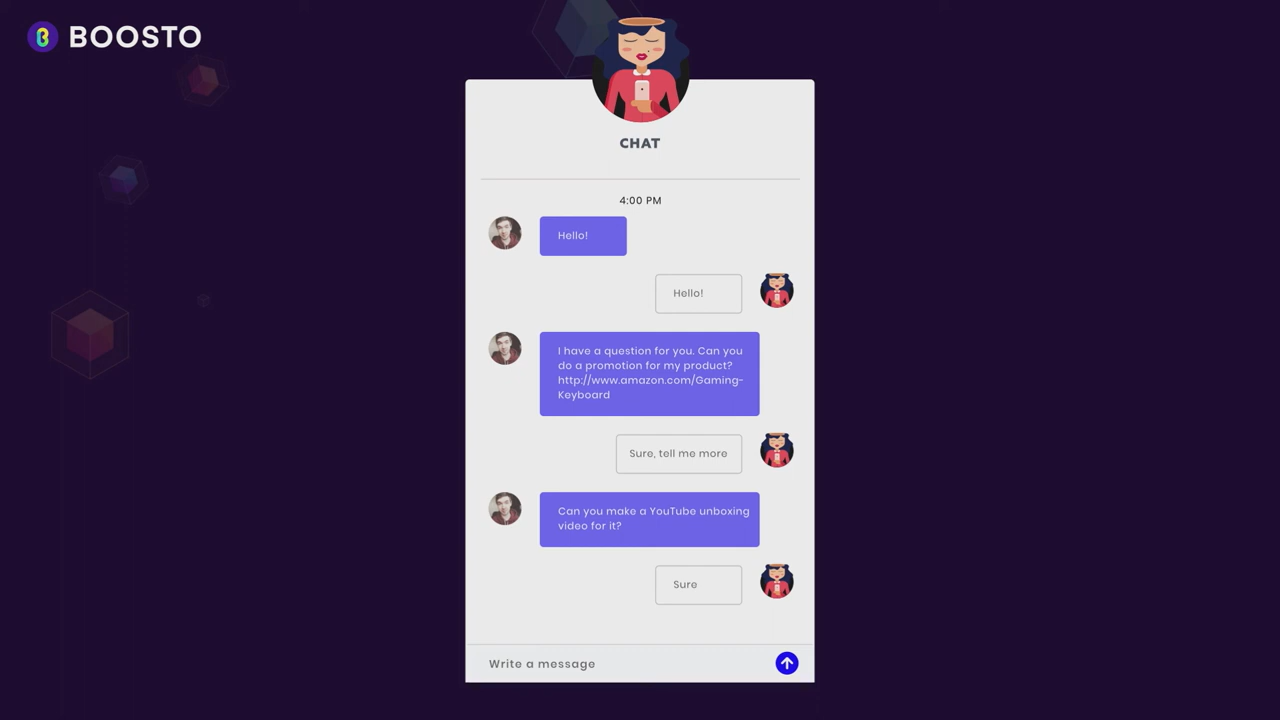 BOOSTO
CHAT
4:00 PM
Hello!
Hello!
I have a question for you. Can you
do a promotion for my product?
http://www.amazon.com/Gaming-
Keyboard
Sure, tell me more
Can you make a YouTube unboxing
video for it?
Sure
Write a message